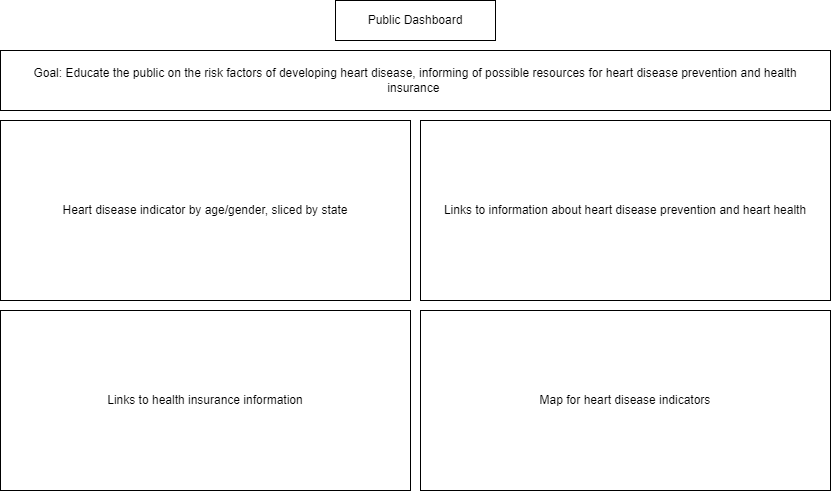 Public Dashboard
Goal: Educate the public on the risk factors of developing heart disease, informing of possible resources for heart disease prevention and health
insurance
Heart disease indicator by age/gender, sliced by state
Links to information about heart disease prevention and heart health
Links to health insurance information
Map for heart disease indicators